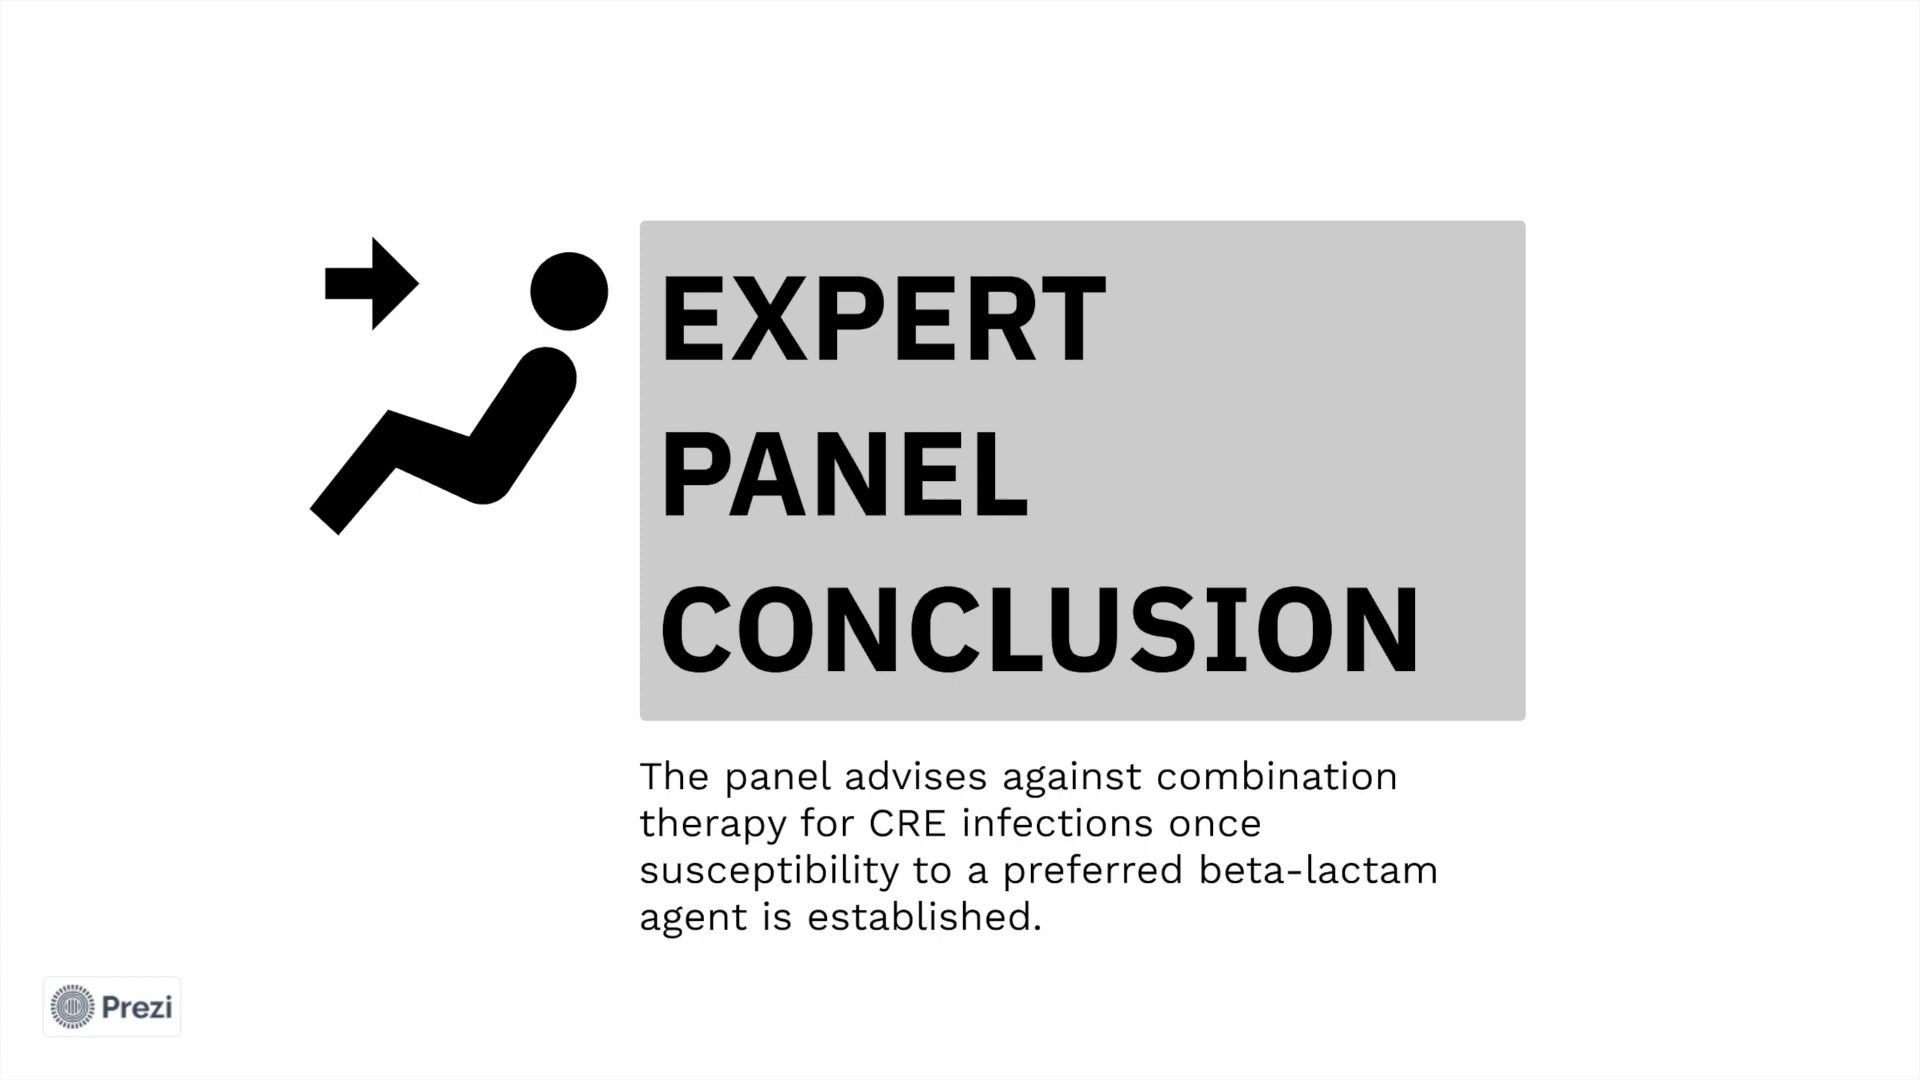 EXPERT
PANEL
CONCLUSION
The panel advises against combination
therapy for CRE infections once
susceptibility to a preferred beta-lactam
agent is established.
Prezi